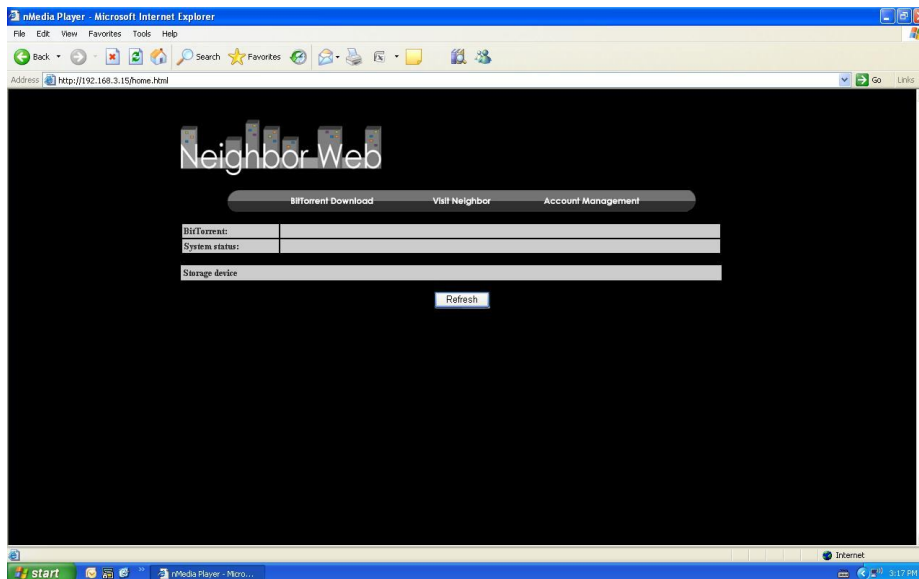 nMedia Player - Microsoft Internet Explorer
File Edit View Favorites Tools Help
Back Search Favorites
Address http://192.168.3.15/home.html Go Links
Neighbor Web
BitTorrent Download Visit Neighbor Account Management
BitTorrent:
System status:
Storage device
Refresh
Internet
start nMedia Player - Micro... 3:17 PM